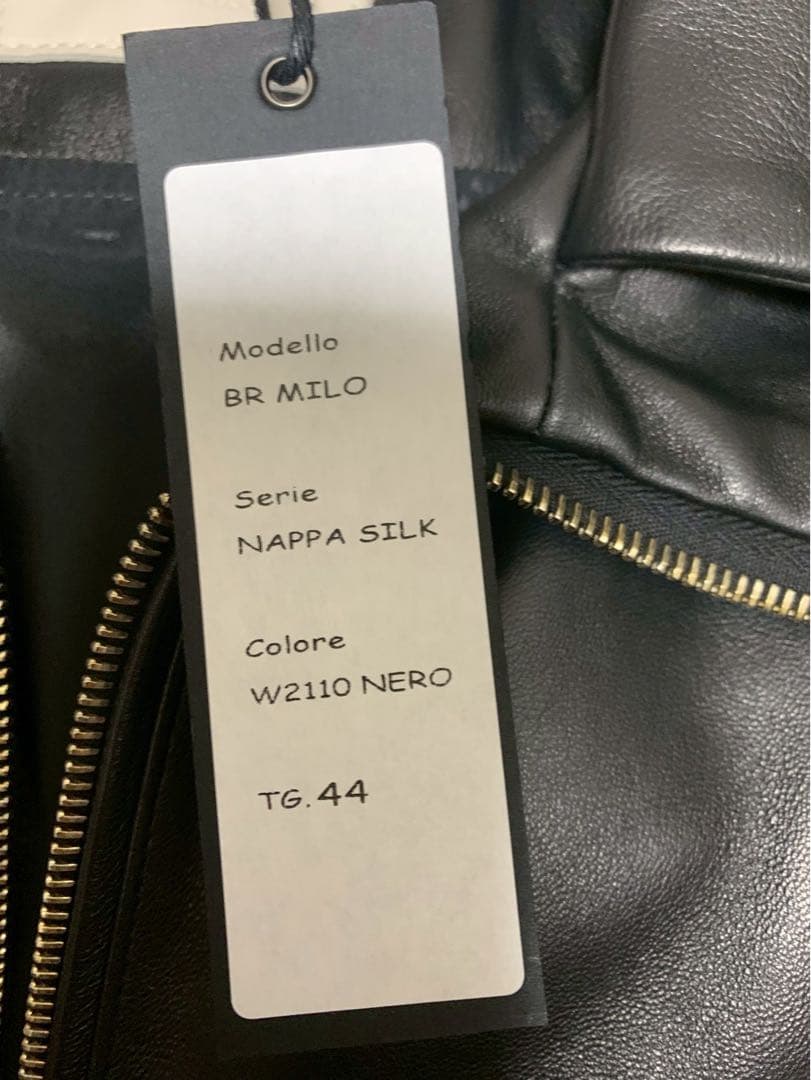 Modello
BR MILO
Serie
NAPPA SILK
Colore
W2110 NERO
TG.44